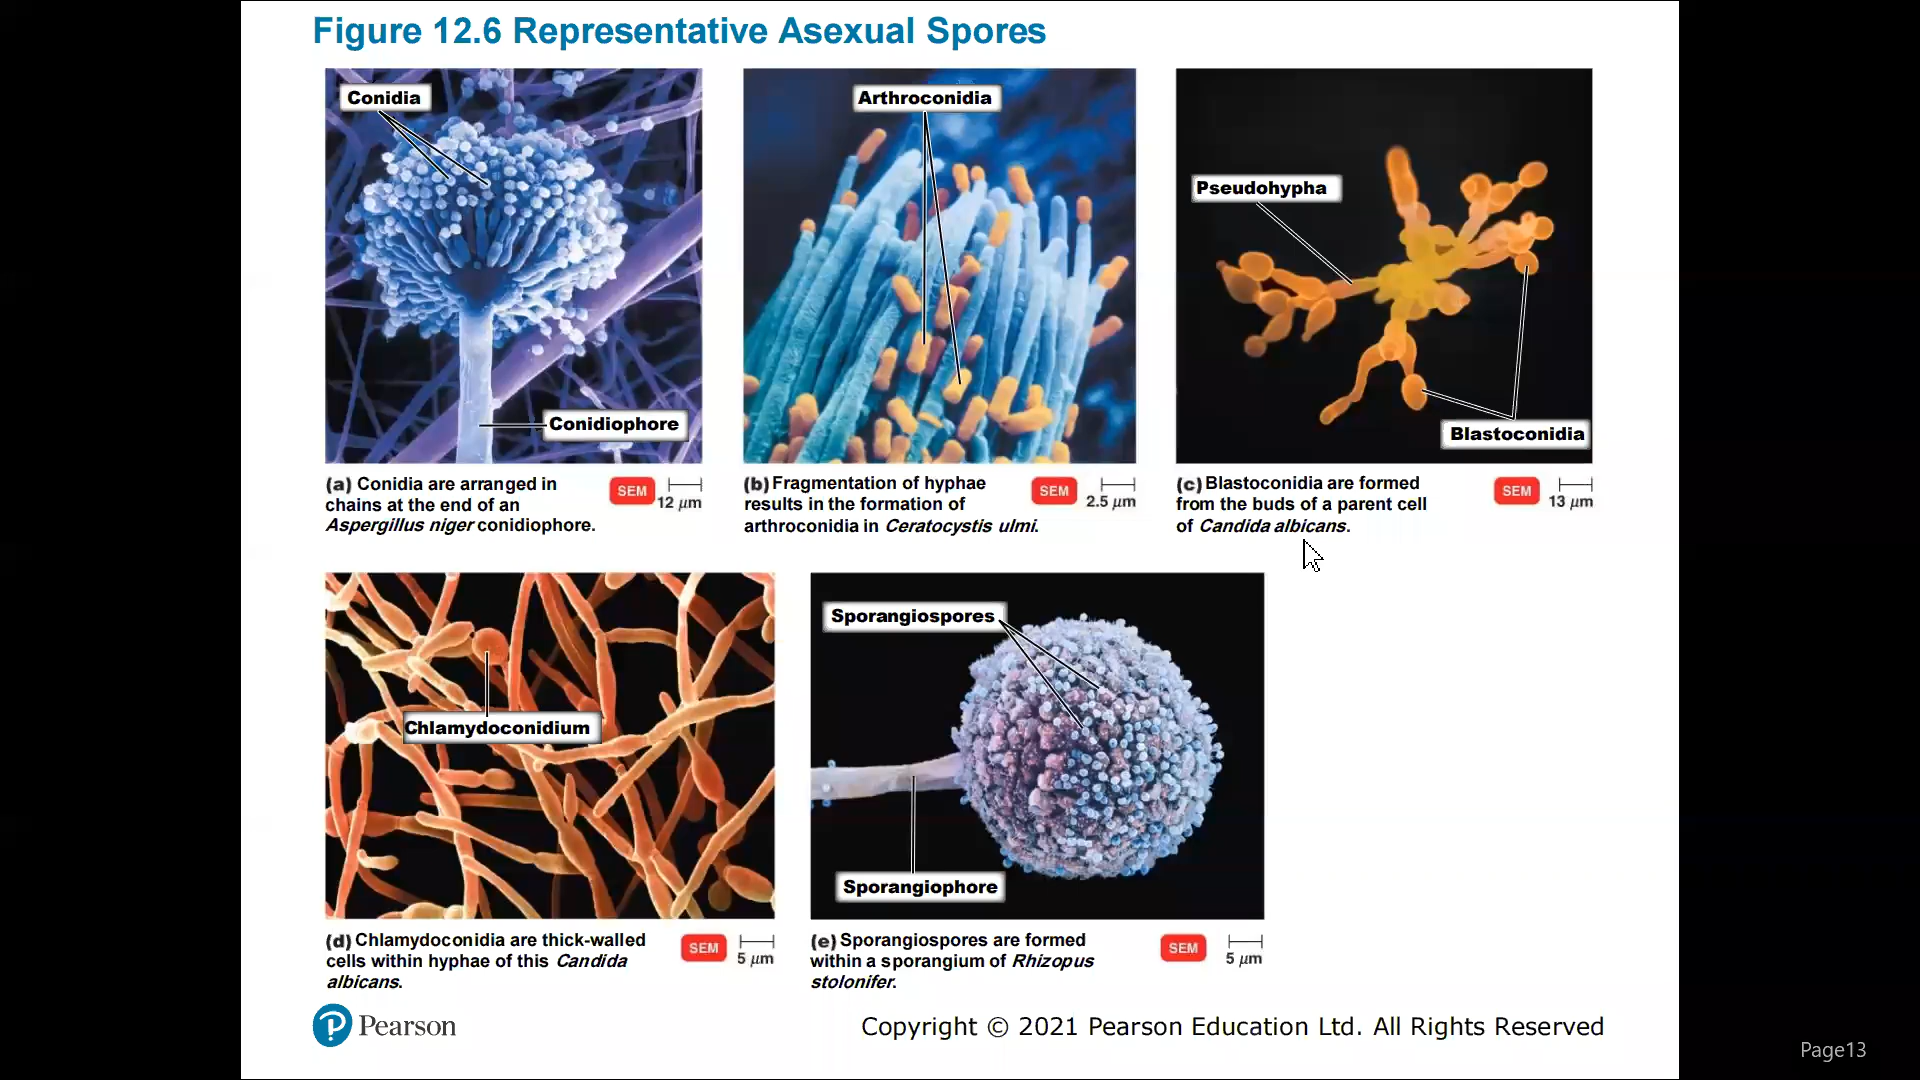 Figure 12.6 Representative Asexual Spores
Conidia
Conidiophore
(a) Conidia are arranged in
chains at the end of an
Aspergillus niger conidiophore.
SEM
12 μm
Arthroconidia
(b) Fragmentation of hyphae
results in the formation of
arthroconidia in Ceratocystis ulmi.
SEM
2.5 μm
Pseudohypha
Blastoconidia
(c) Blastoconidia are formed
from the buds of a parent cell
of Candida albicans.
SEM
13 μm
Chlamydoconidium
(d) Chlamydoconidia are thick-walled
cells within hyphae of this Candida
albicans.
SEM
5 μm
Sporangiospores
Sporangiophore
(e) Sporangiospores are formed
within a sporangium of Rhizopus
stolonifer.
SEM
5 μm
Pearson
Copyright © 2021 Pearson Education Ltd. All Rights Reserved
Page13